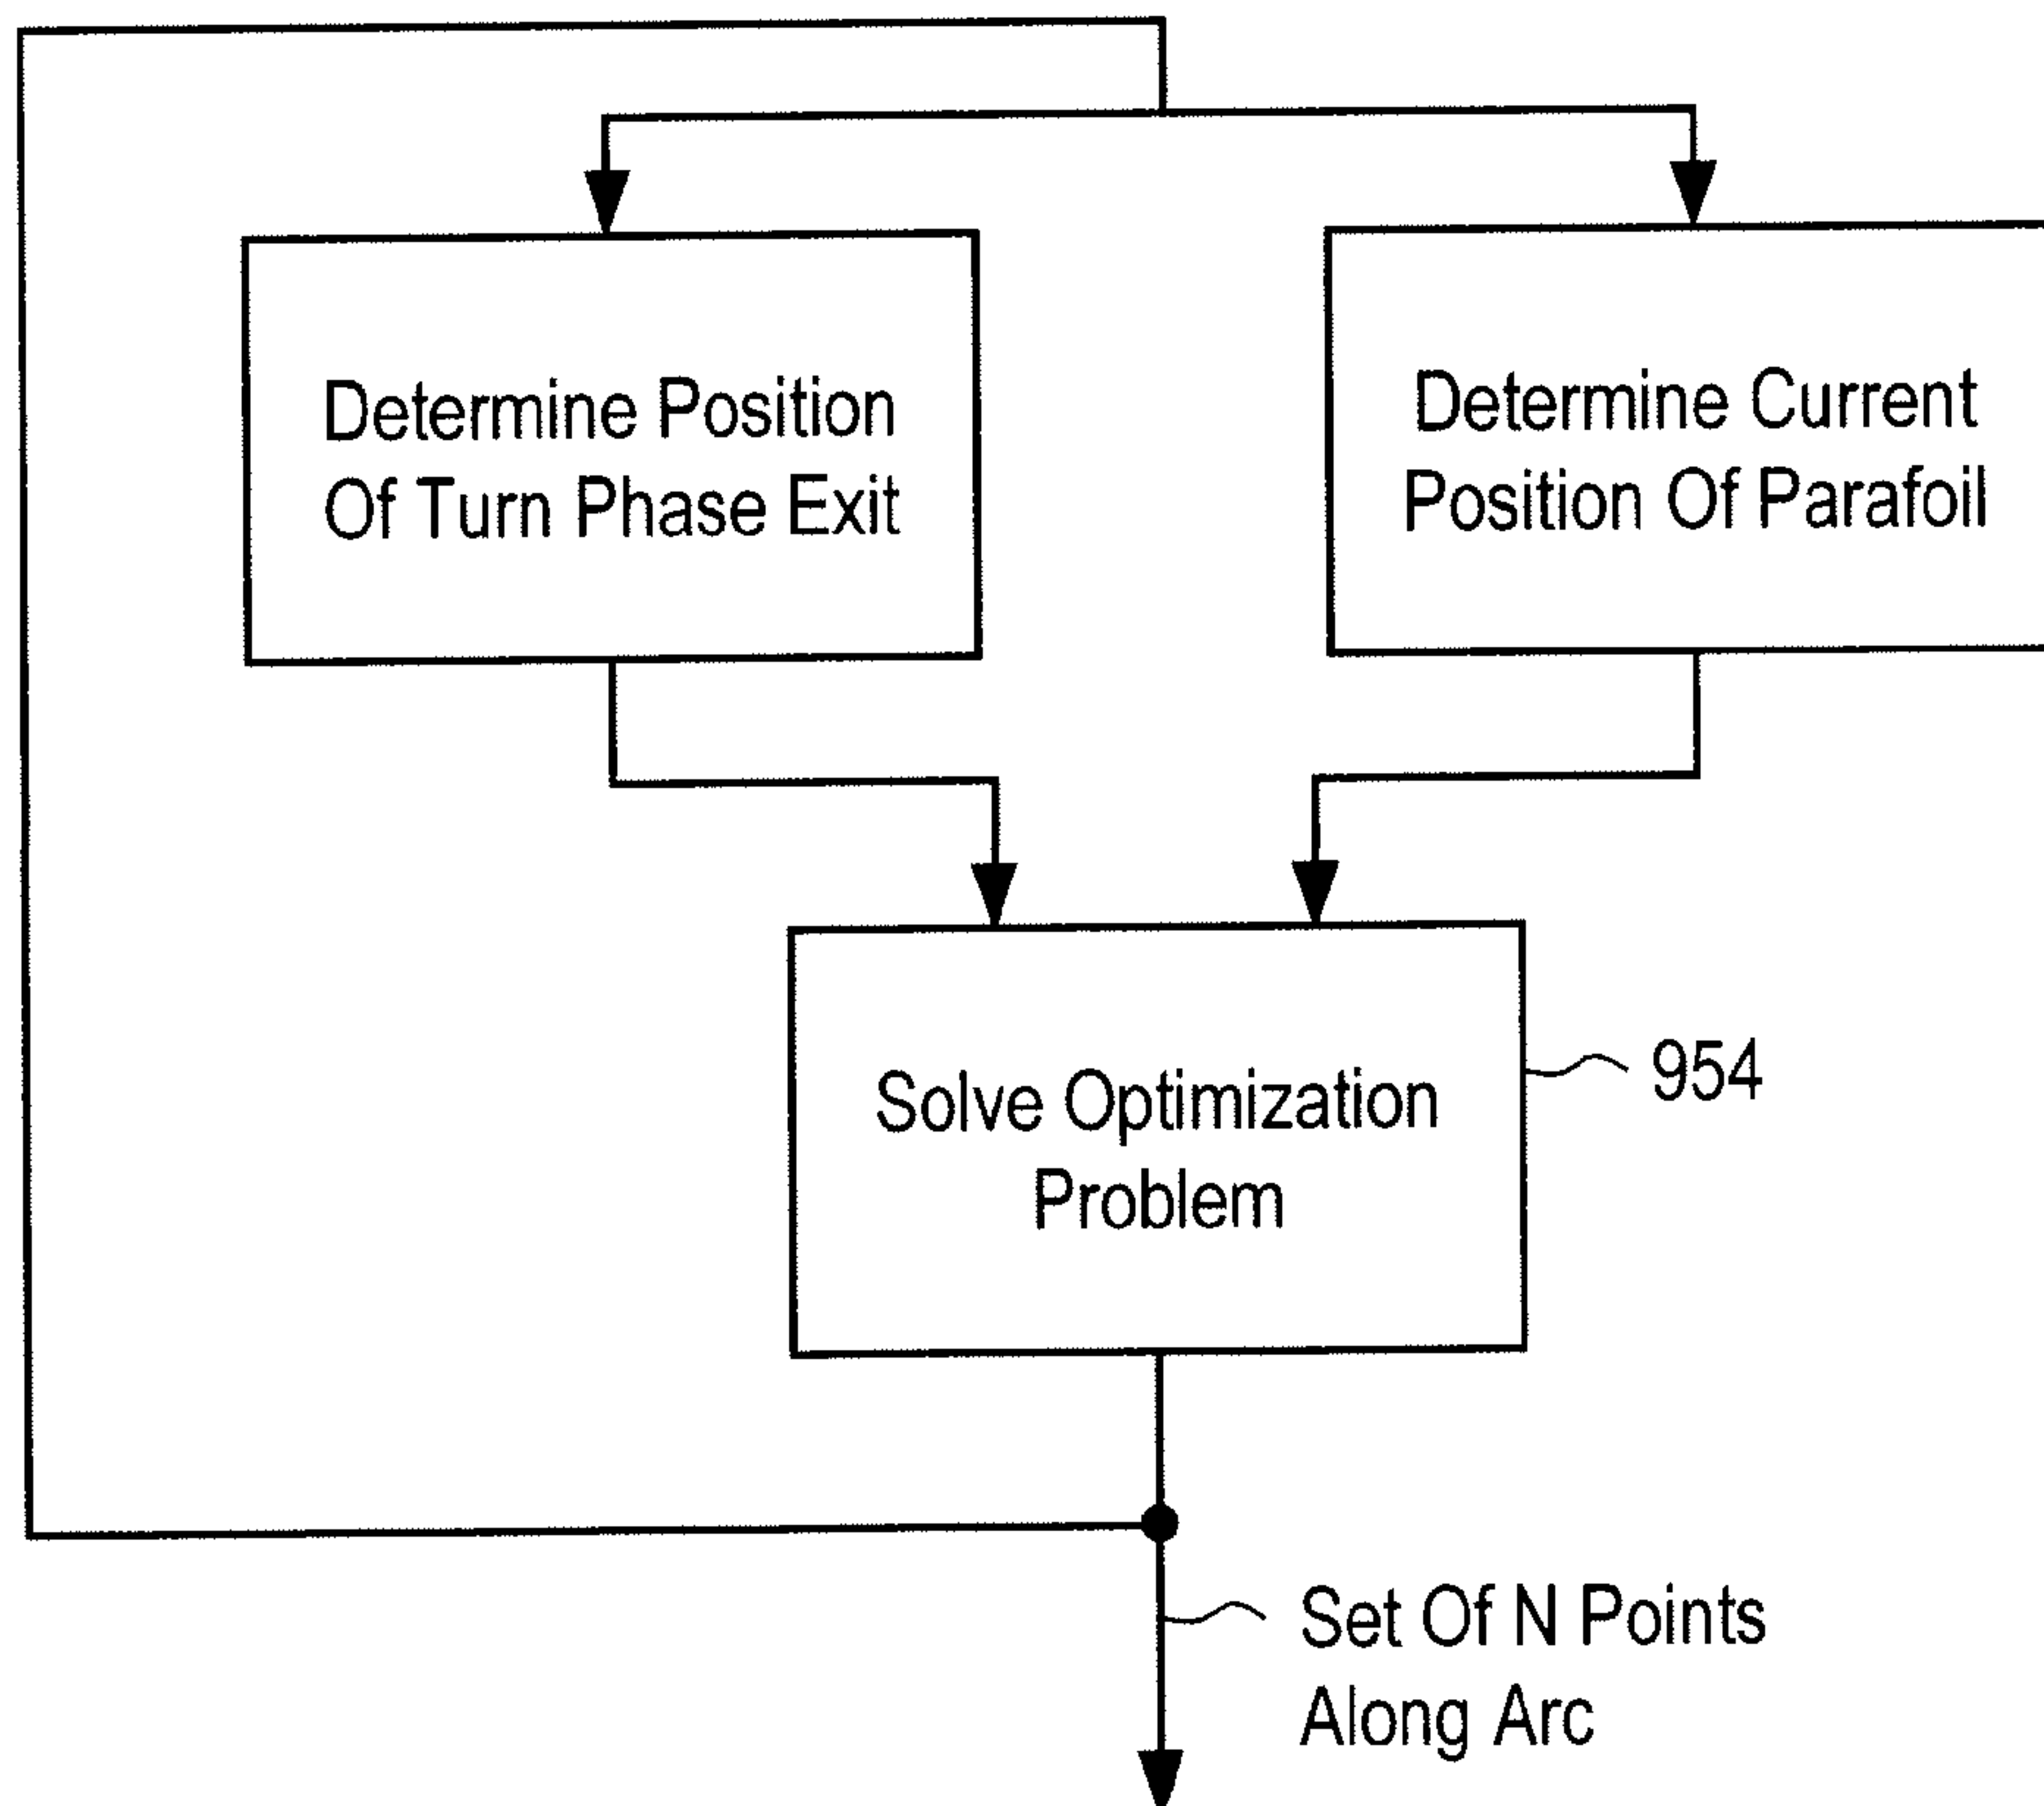 Determine Position
Of Turn Phase Exit
Determine Current
Position Of Parafoil
Solve Optimization
Problem
954
Set Of N Points
Along Arc